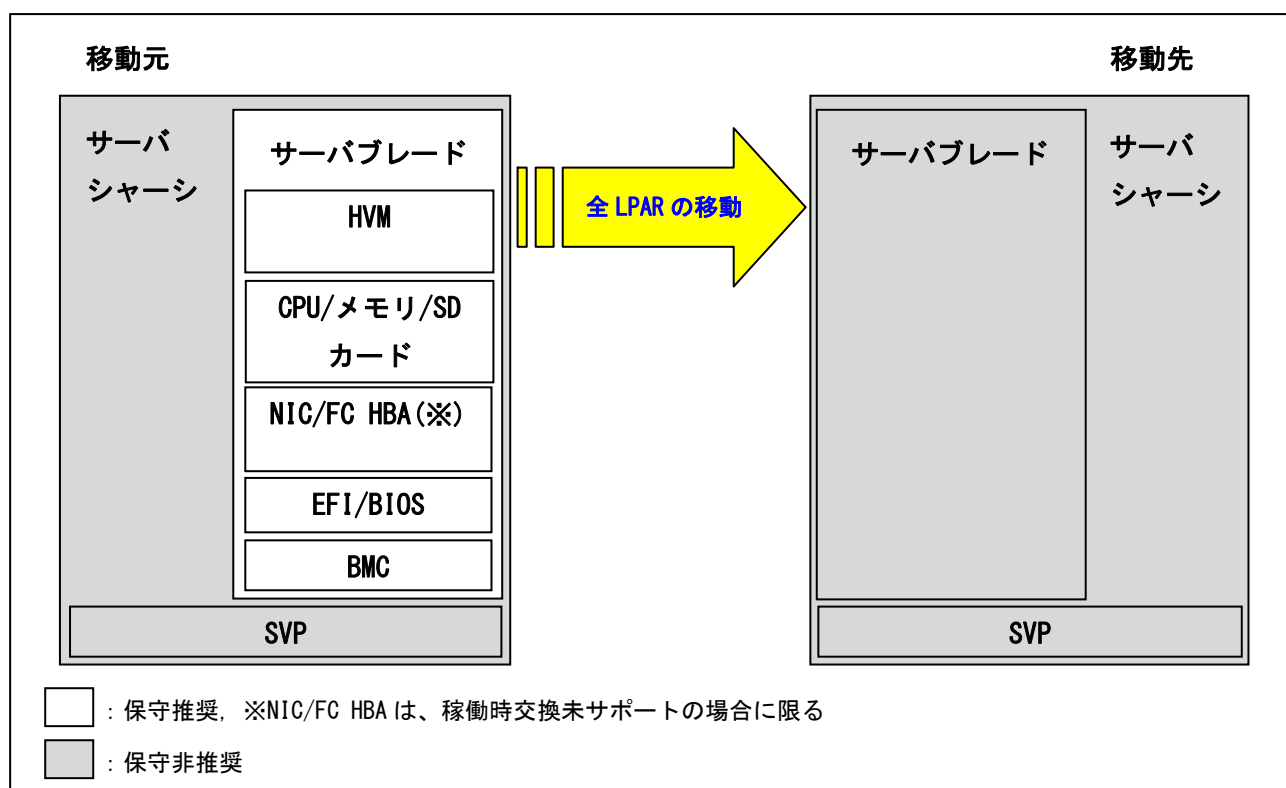 移動元
移動先
サーバ
シャーシ
サーバブレード
HVM
CPU/メモリ/SD
カード
NIC/FC HBA(※)
EFI/BIOS
BMC
SVP
全 LPAR の移動
サーバブレード
サーバ
シャーシ
SVP
：保守推奨, ※NIC/FC HBA は、稼働時交換未サポートの場合に限る
：保守非推奨